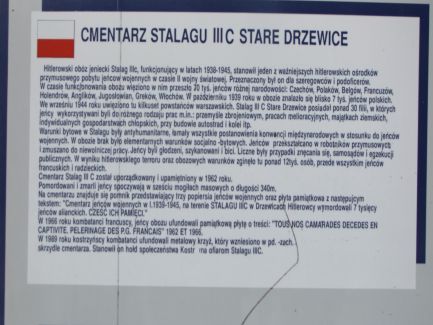 CMENTARZ STALAGU III C STARE DRZEWICE
Hitlerowski obóz jeniecki Stalag IIIc, funkcjonujący w latach 1938-1945, stanowił jeden z ważniejszych hitlerowskich ośrodków
przymusowego pobytu jeńców wojennych w czasie II wojny światowej. Przeznaczony był on dla szeregowców i podoficerów.
W czasie funkcjonowania obozu więziono w nim przeszło 70 tys. jeńców różnej narodowości: Czechów, Polaków, Belgów, Francuzów,
Holendrów, Anglików, Jugosłowian, Greków, Włochów. W październiku 1939 roku w obozie znalazło się blisko 7 tys. jeńców polskich.
We wrześniu 1944 roku uwięziono tu kilkuset powstańców warszawskich. Stalag III C Stare Drzewice posiadał ponad 30 filii, w których
jeńcy wykorzystywani byli do różnego rodzaju prac m.in.: przemyśle zbrojeniowym, pracach melioracyjnych, majątkach ziemskich,
indywidualnych gospodarstwach chłopskich, przy budowie autostrad i kolei itp.
Warunki bytowe w Stalagu były antyhumanitarne, łamały wszystkie postanowienia konwencji międzynarodowych w stosunku do jeńców
wojennych. W obozie brak było elementarnych warunków socjalno -bytowych. Jeńców przekształcano w robotników przymusowych
i zmuszano do niewolniczej pracy. Jeńcy byli głodzeni, szykanowani i bici. Liczne były przypadki znęcania się, samosądów i egzekucji
publicznych. W wyniku hitlerowskiego terroru oraz obozowych warunków zginęło tu ponad 12tyś. osób, przede wszystkim jeńców
francuskich i radzieckich.
Cmentarz Stalag III C został uporządkowany i upamiętniony w 1962 roku.
Pomordowani i zmarli jeńcy spoczywają w sześciu mogiłach masowych o długości 340m,
Na cmentarzu znajduje się pomnik przedstawiający trzy popiersia jeńców wojennych oraz płyta pamiątkowa z następującym
tekstem: "Cmentarz jeńców wojennych w l.1939-1945, na terenie STALAGU IIIC w Drzewicach Hitlerowcy wymordowali 7 tysięcy
jeńców alianckich. CZEŚĆ ICH PAMIĘCI."
W 1966 roku kombatanci francuscy, jeńcy obozu ufundowali pamiątkową płytę o treści: "TOUS NOS CAMARADES DECEDES EN
CAPTIVITE. PELERINAGE DES P.G. FRANCAIS" 1962 ET 1966.
W 1989 roku kostrzyńscy kombatanci ufundowali metalowy krzyż, który wzniesiono w pd. -zach.
skrzydle cmentarza. Stanowi on hołd społeczeństwa Kostr na ofiarom Stalagu IIIC.